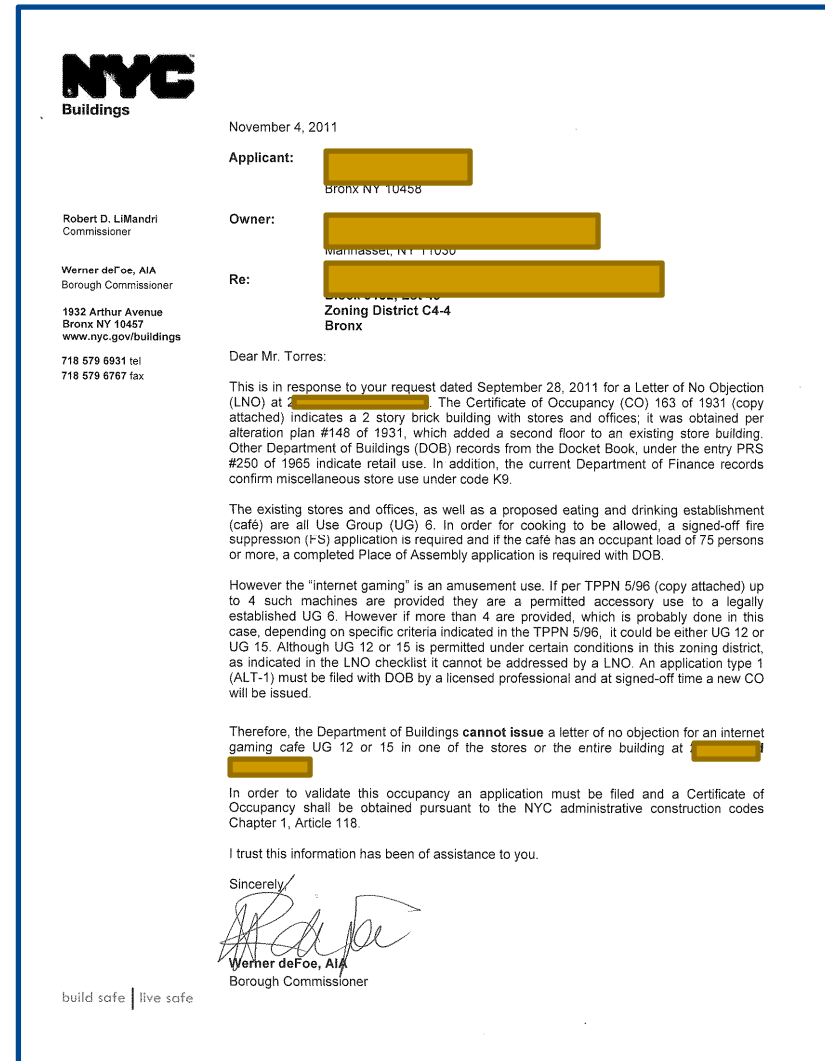 NYC
Buildings
November 4, 2011
Applicant:
Bronx NY 10458
Robert D. LiMandri
Commissioner
Owner:
Manhasset, NY 11030
Werner deFoe, AIA
Borough Commissioner
Re:
1932 Arthur Avenue
Bronx NY 10457
www.nyc.gov/buildings
Zoning District C4-4
Bronx
718 579 6931 tel
718 579 6767 fax
Dear Mr. Torres:
This is in response to your request dated September 28, 2011 for a Letter of No Objection
(LNO) at 2 . The Certificate of Occupancy (CO) 163 of 1931 (copy
attached) indicates a 2 story brick building with stores and offices; it was obtained per
alteration plan #148 of 1931, which added a second floor to an existing store building.
Other Department of Buildings (DOB) records from the Docket Book, under the entry PRS
#250 of 1965 indicate retail use. In addition, the current Department of Finance records
confirm miscellaneous store use under code K9.
The existing stores and offices, as well as a proposed eating and drinking establishment
(café) are all Use Group (UG) 6. In order for cooking to be allowed, a signed-off fire
suppression (FS) application is required and if the café has an occupant load of 75 persons
or more, a completed Place of Assembly application is required with DOB.
However the “internet gaming” is an amusement use. If per TPPN 5/96 (copy attached) up
to 4 such machines are provided they are a permitted accessory use to a legally
established UG 6. However if more than 4 are provided, which is probably done in this
case, depending on specific criteria indicated in the TPPN 5/96, it could be either UG 12 or
UG 15. Although UG 12 or 15 is permitted under certain conditions in this zoning district,
as indicated in the LNO checklist it cannot be addressed by a LNO. An application type 1
(ALT-1) must be filed with DOB by a licensed professional and at signed-off time a new CO
will be issued.
Therefore, the Department of Buildings cannot issue a letter of no objection for an internet
gaming cafe UG 12 or 15 in one of the stores or the entire building at
In order to validate this occupancy an application must be filed and a Certificate of
Occupancy shall be obtained pursuant to the NYC administrative construction codes
Chapter 1, Article 118.
I trust this information has been of assistance to you.
Sincerely,
Werner deFoe, AIA
Borough Commissioner
build safe | live safe